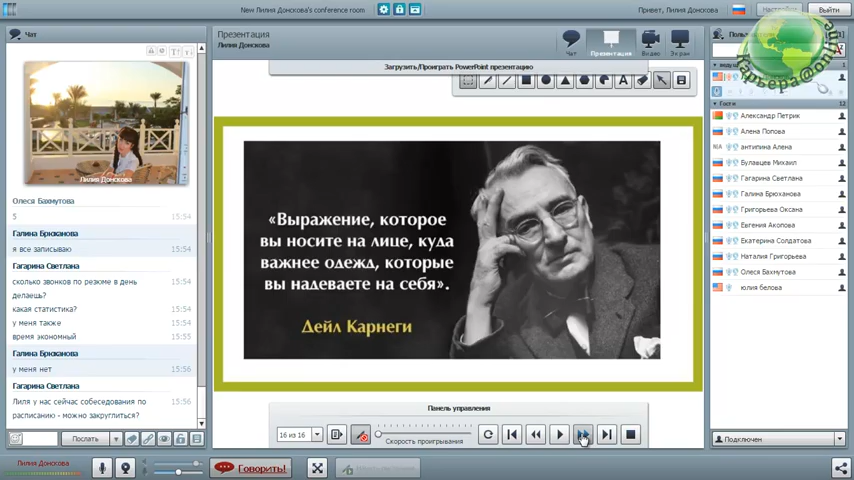 New Лилия Донскова's conference room
Привет, Лилия Донскова
Настройки
Выйти
Чат
Лилия Донскова
Олеся Бахмутова
5 15:54
Галина Брюханова
я все записываю 15:54
Гагарина Светлана
сколько звонков по резюме в день делаешь? 15:54
какая статистика? 15:54
у меня также 15:54
время экономный 15:55
Галина Брюханова
у меня нет 15:56
Гагарина Светлана
Лиля у нас сейчас собеседования по 15:56
расписанию - можно закруглиться?
Послать
Презентация
Лилия Донскова
Чат
Презентация
Видео
Экран
Загрузить/Проиграть PowerPoint презентацию
«Выражение, которое
вы носите на лице, куда
важнее одежд, которые
вы надеваете на себя».
Дейл Карнеги
Панель управления
16 из 16
Скорость проигрывания
карьера@online
Гости 12
Александр Петрик
Алена Попова
N/A антипина Алена
Булавцев Михаил
Гагарина Светлана
Галина Брюханова
Григорьева Оксана
Евгения Акопова
Екатерина Солдатова
Наталия Григорьева
Олеся Бахмутова
юлия белова
Подключен
Лилия Донскова
Говорить!